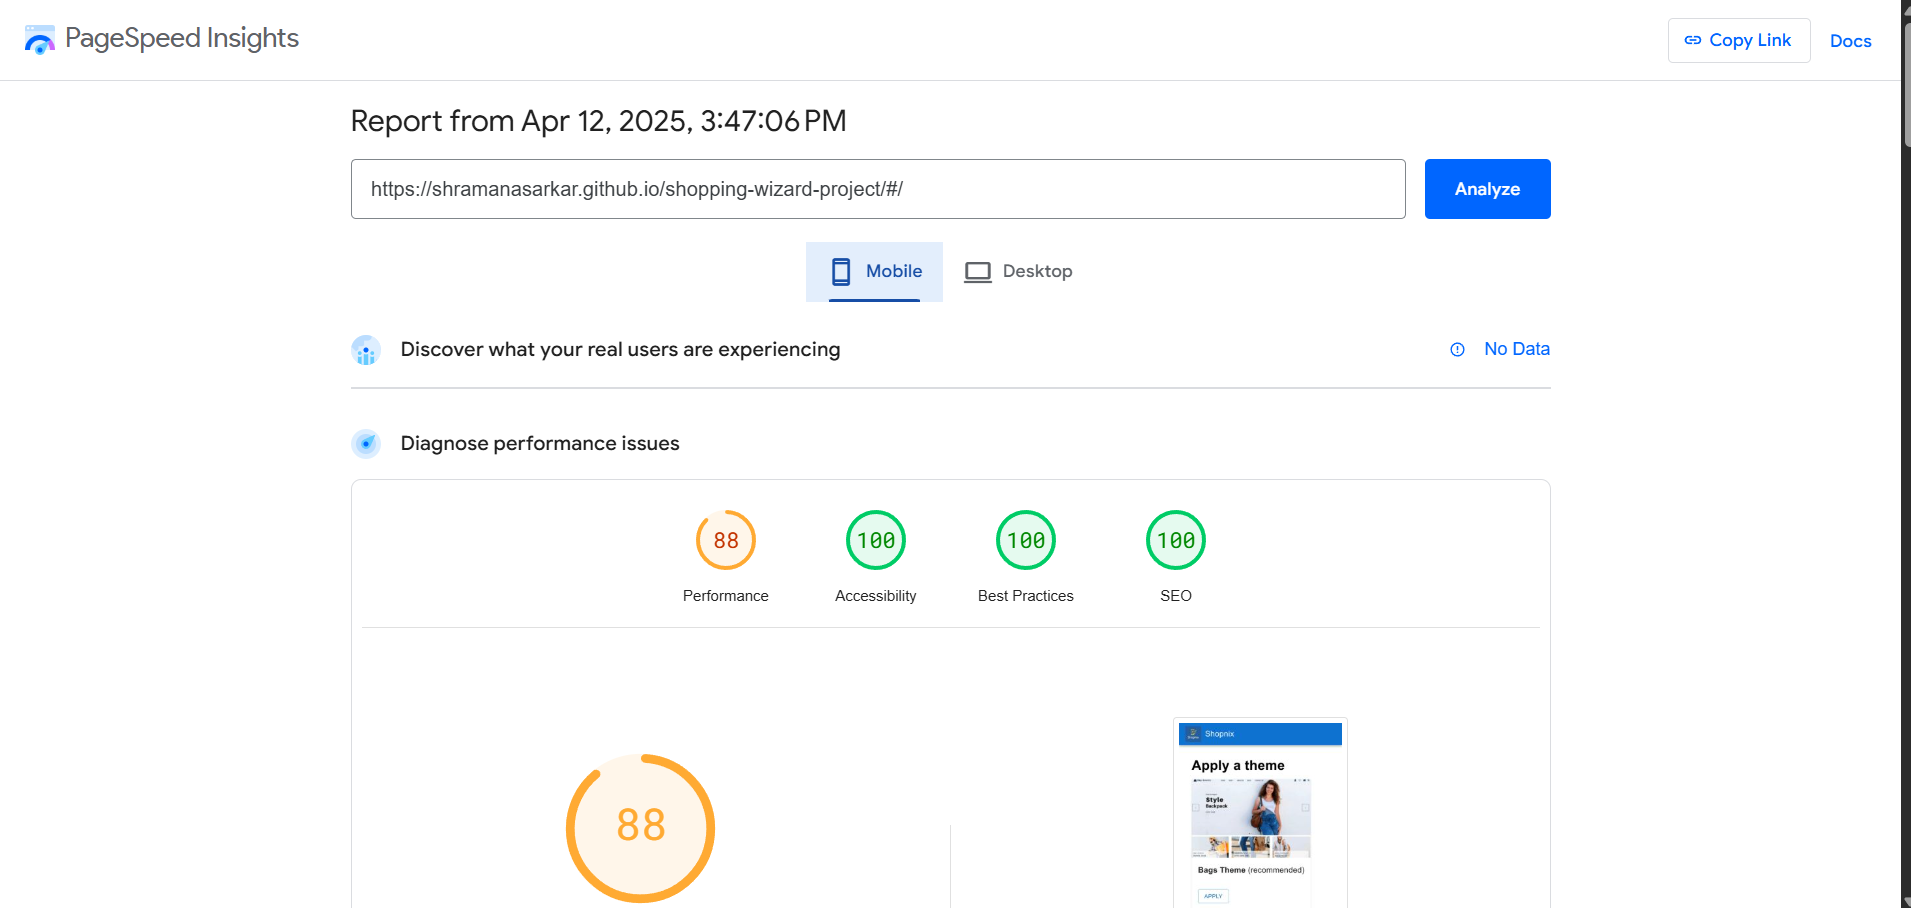 PageSpeed Insights
Copy Link
Docs
Report from Apr 12, 2025, 3:47:06 PM
https://shramanasarkar.github.io/shopping-wizard-project/#/
Analyze
Mobile
Desktop
Discover what your real users are experiencing
No Data
Diagnose performance issues
88
100
100
100
Performance
Accessibility
Best Practices
SEO
88
Shopnix
Apply a theme
Style
Backpack
Bags Theme (recommended)
APPLY